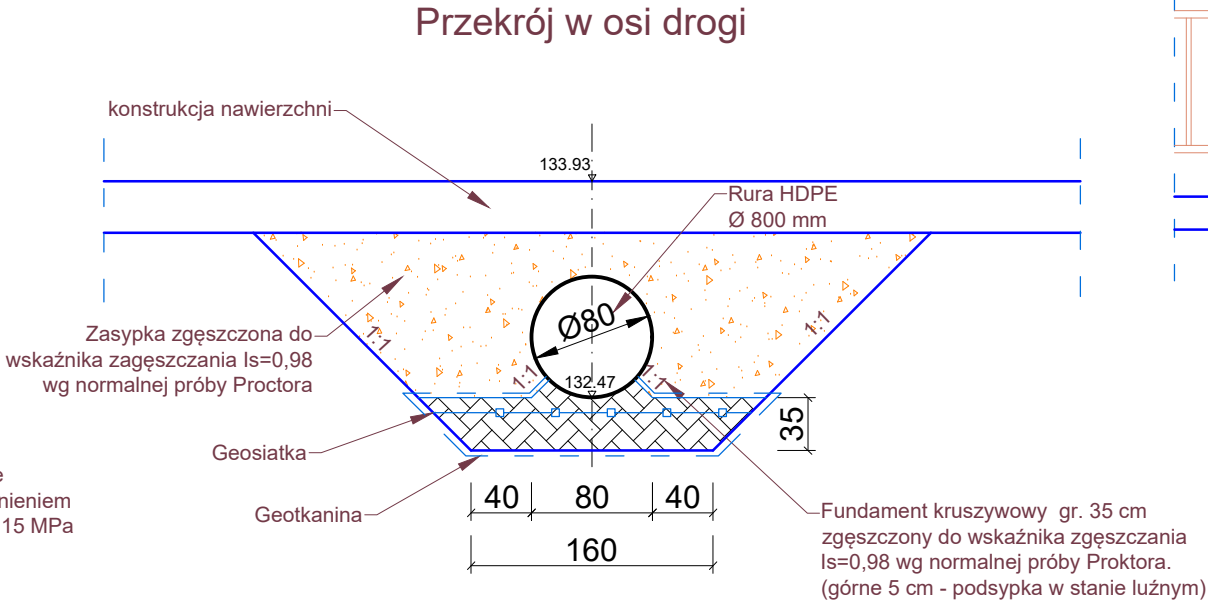 Przekrój w osi drogi
konstrukcja nawierzchni
133.93
Rura HDPE
Ø 800 mm
Ø80
Zasypka zgęszczona do
wskaźnika zagęszczania Is=0,98
wg normalnej próby Proctora
1:1
1:1
1:1
1:1
132.47
35
Geosiatka
Geotkanina
e
nieniem
15 MPa
40
80
40
160
Fundament kruszywowy gr. 35 cm
zgęszczony do wskaźnika zgęszczania
Is=0,98 wg normalnej próby Proktora.
(górne 5 cm - podsypka w stanie luźnym)